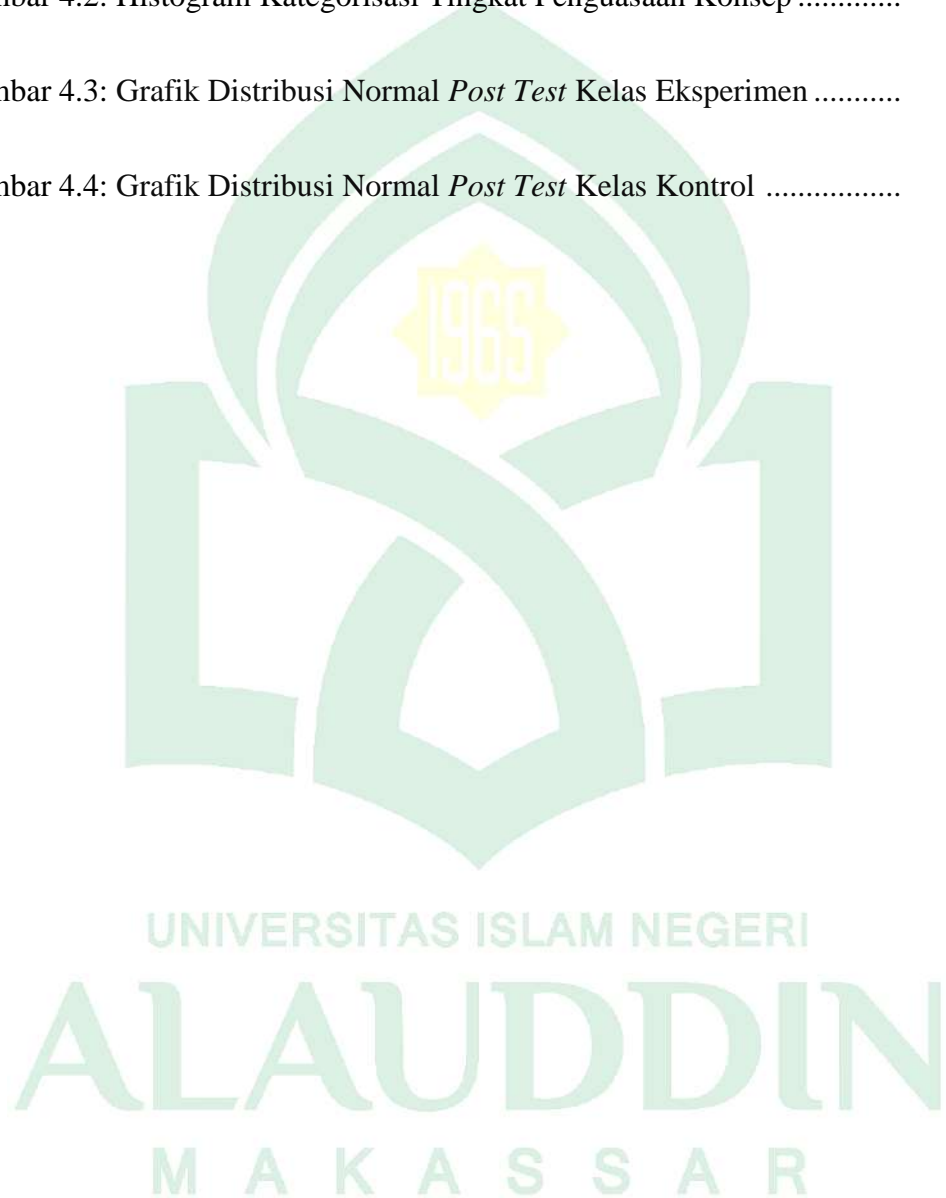 mbar 4.2: Histogram Kategorisasi Tingkat Penguasaan Konsep .............
mbar 4.3: Grafik Distribusi Normal Post Test Kelas Eksperimen ...........
mbar 4.4: Grafik Distribusi Normal Post Test Kelas Kontrol ................
1965
UNIVERSITAS ISLAM NEGERI
ALAUDDIN
MAKASSAR